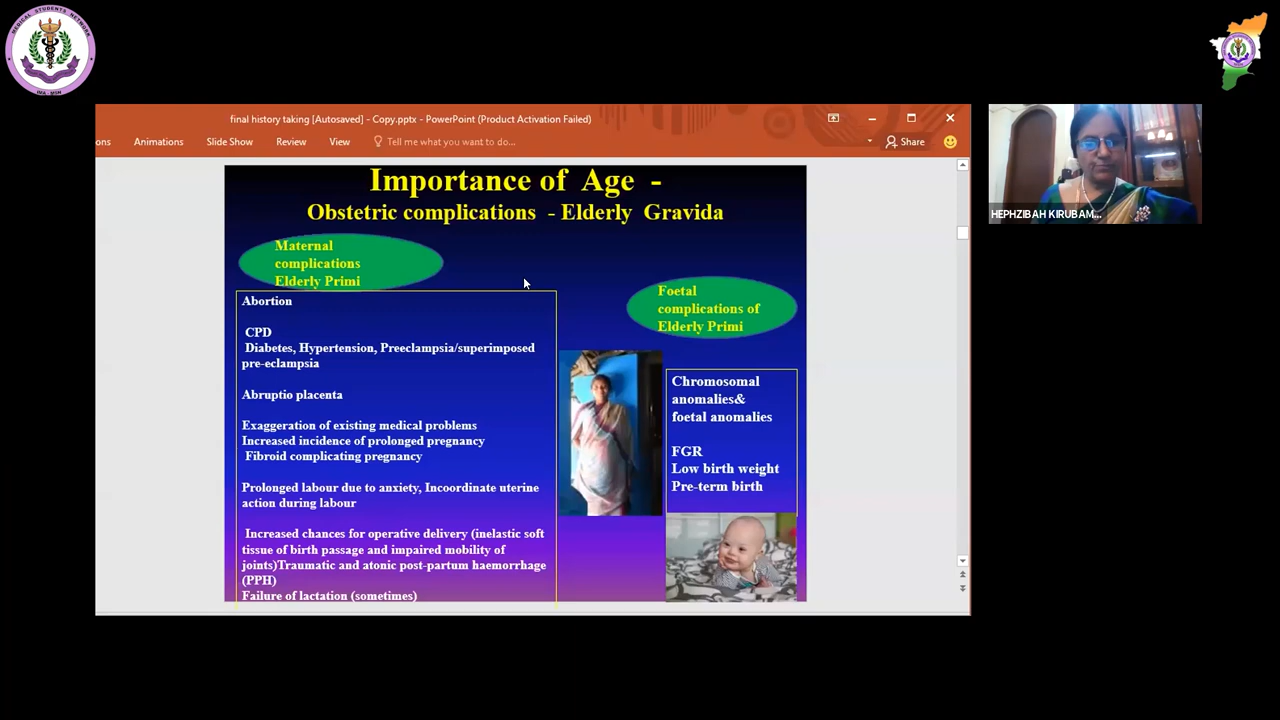 MEDICAL STUDENTS NETWORK
IMA-MSN
final history taking [Autosaved] - Copy.pptx - PowerPoint (Product Activation Failed)
ons Animations Slide Show Review View Tell me what you want to do... Share
Importance of Age -
Obstetric complications - Elderly Gravida
Maternal
complications
Elderly Primi
Abortion
CPD
Diabetes, Hypertension, Preeclampsia/superimposed
pre-eclampsia
Abruptio placenta
Exaggeration of existing medical problems
Increased incidence of prolonged pregnancy
Fibroid complicating pregnancy
Prolonged labour due to anxiety, Incoordinate uterine
action during labour
Increased chances for operative delivery (inelastic soft
tissue of birth passage and impaired mobility of
joints)Traumatic and atonic post-partum haemorrhage
(PPH)
Failure of lactation (sometimes)
Foetal
complications of
Elderly Primi
Chromosomal
anomalies&
foetal anomalies
FGR
Low birth weight
Pre-term birth
HEPHZIBAH KIRUBAM...